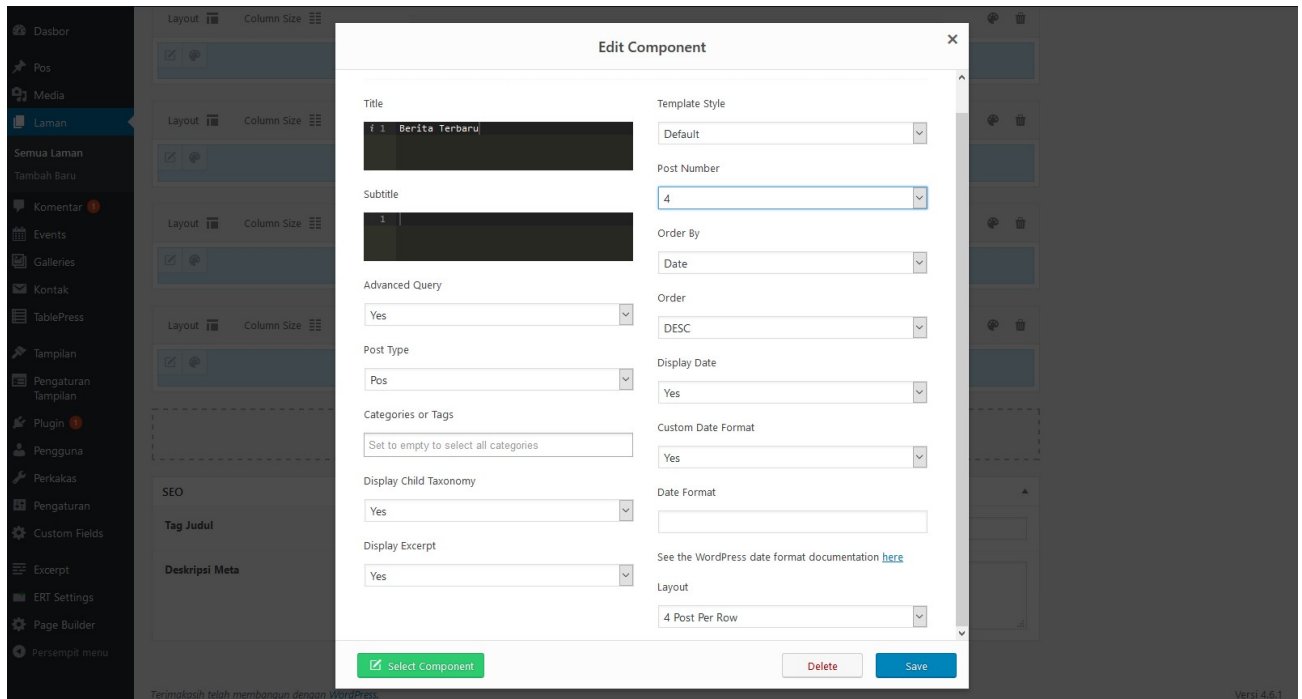 Dasbor
Pos
Media
Laman
Semua Laman
Tambah Baru
Komentar 1
Events
Galleries
Kontak
TablePress
Tampilan
Pengaturan
Tampilan
Plugin 1
Pengguna
Perkakas
Pengaturan
Custom Fields
Excerpt
ERT Settings
Page Builder
Persempit menu
Layout Column Size
Layout Column Size
Layout Column Size
Layout Column Size
SEO
Tag Judul
Deskripsi Meta
Terimakasih telah membangun dengan WordPress.
Versi 4.6.1
Edit Component
×
Title
i 1 Berita Terbaru
Subtitle
1
Advanced Query
Yes
Post Type
Pos
Categories or Tags
Set to empty to select all categories
Display Child Taxonomy
Yes
Display Excerpt
Yes
Template Style
Default
Post Number
4
Order By
Date
Order
DESC
Display Date
Yes
Custom Date Format
Yes
Date Format
See the WordPress date format documentation here
Layout
4 Post Per Row
Select Component
Delete
Save